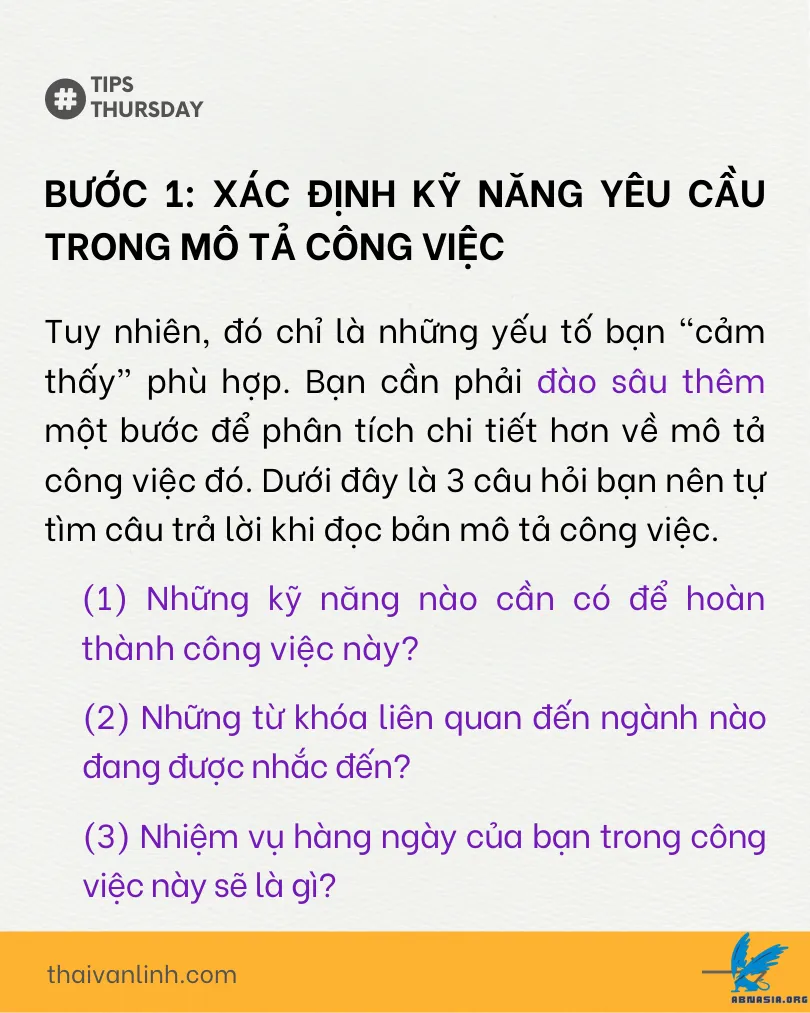 #
TIPS
THURSDAY
BƯỚC 1: XÁC ĐỊNH KỸ NĂNG YÊU CẦU
TRONG MÔ TẢ CÔNG VIỆC
Tuy nhiên, đó chỉ là những yếu tố bạn “cảm
thấy” phù hợp. Bạn cần phải đào sâu thêm
một bước để phân tích chi tiết hơn về mô tả
công việc đó. Dưới đây là 3 câu hỏi bạn nên tự
tìm câu trả lời khi đọc bản mô tả công việc.
(1) Những kỹ năng nào cần có để hoàn
thành công việc này?
(2) Những từ khóa liên quan đến ngành nào
đang được nhắc đến?
(3) Nhiệm vụ hàng ngày của bạn trong công
việc này sẽ là gì?
thaivanlinh.com
ABNASIA.ORG